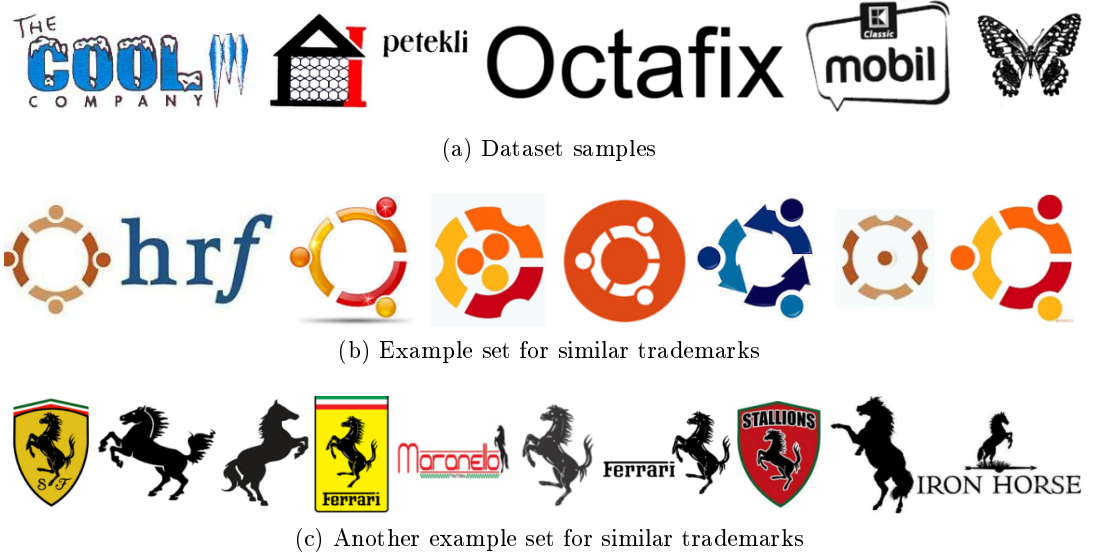 THE
COOL
COMPANY
petekli
Octafix
K
Classic
mobil
(a) Dataset samples
hrf
(b) Example set for similar trademarks
S F
Ferrari
Maranello
Ferrari
STALLIONS
IRON HORSE
(c) Another example set for similar trademarks